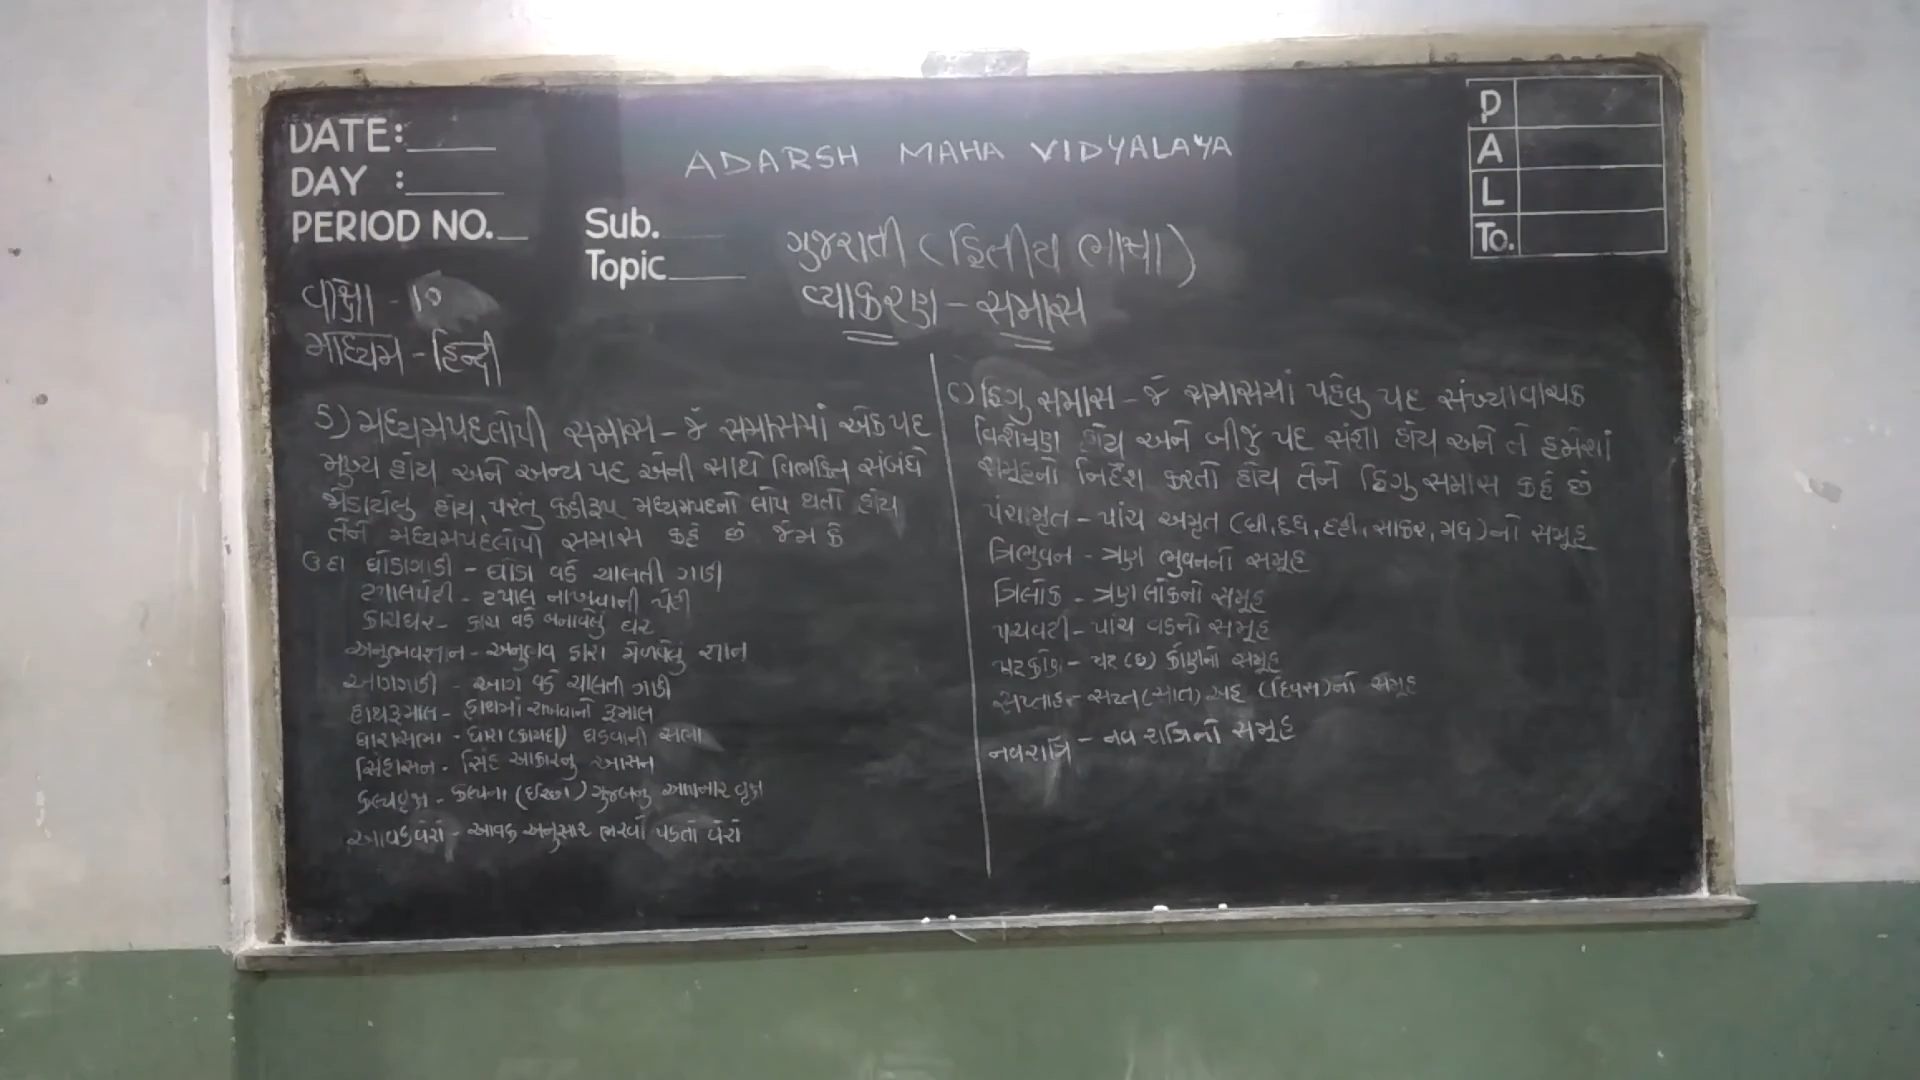 DATE:
DAY :
PERIOD NO.
ADARSH MAHA VIDYALAYA
P
A
L
To.
Sub.
Topic
ગુજરાતી (દ્વિતીય ભાષા)
વ્યાકરણ - સમાસ
कक्षा - 10
माध्यम - हिन्दी
5) મધ્યમપદલોપી સમાસ - જે સમાસમાં એક પદ
મુખ્ય હોય અને અન્ય પદ એની સાથે વિભક્તિ સંબંધે
જોડાયેલું હોય, પરંતુ કડીરૂપ મધ્યમપદનો લોપ થતો હોય
તેને મધ્યમપદલોપી સમાસ કહે છે જેમ કે
ઉદા ઘોડાગાડી - ઘોડા વડે ચાલતી ગાડી
ટપાલપેટી - ટપાલ નાખવાની પેટી
કાચઘર - કાચ વડે બનાવેલું ઘર
અનુભવજ્ઞાન - અનુભવ દ્વારા મેળવેલું જ્ઞાન
આગગાડી - આગ વડે ચાલતી ગાડી
હાથરૂમાલ - હાથમાં રાખવાનો રૂમાલ
ધારાસભા - ધારા (કાયદા) ઘડવાની સભા
સિંહાસન - સિંહ આકારનું આસન
કલ્પવૃક્ષ - કલ્પના (ઈચ્છા) મુજબનું આપનાર વૃક્ષ
આવકવેરો - આવક અનુસાર ભરવો પડતો વેરો
દ્વિગુ સમાસ - જે સમાસમાં પહેલુ પદ સંખ્યાવાચક
વિશેષણ હોય અને બીજું પદ સંજ્ઞા હોય અને તે હમેશાં
સમૂહનો નિર્દેશ કરતો હોય તેને દ્વિગુ સમાસ કહે છે
પંચામૃત - પાંચ અમૃત (ઘી, દૂધ, દહીં, સાકર, મધ) નો સમૂહ
ત્રિભુવન - ત્રણ ભુવનનો સમૂહ
ત્રિલોક - ત્રણ લોકનો સમૂહ
પંચવટી - પાંચ વડનો સમૂહ
ષટ્કોણ - ષટ્ (છ) કોણનો સમૂહ
સપ્તાહ - સપ્ત (સાત) અહ્ (દિવસ) નો સમૂહ
નવરાત્રિ - નવ રાત્રિનો સમૂહ